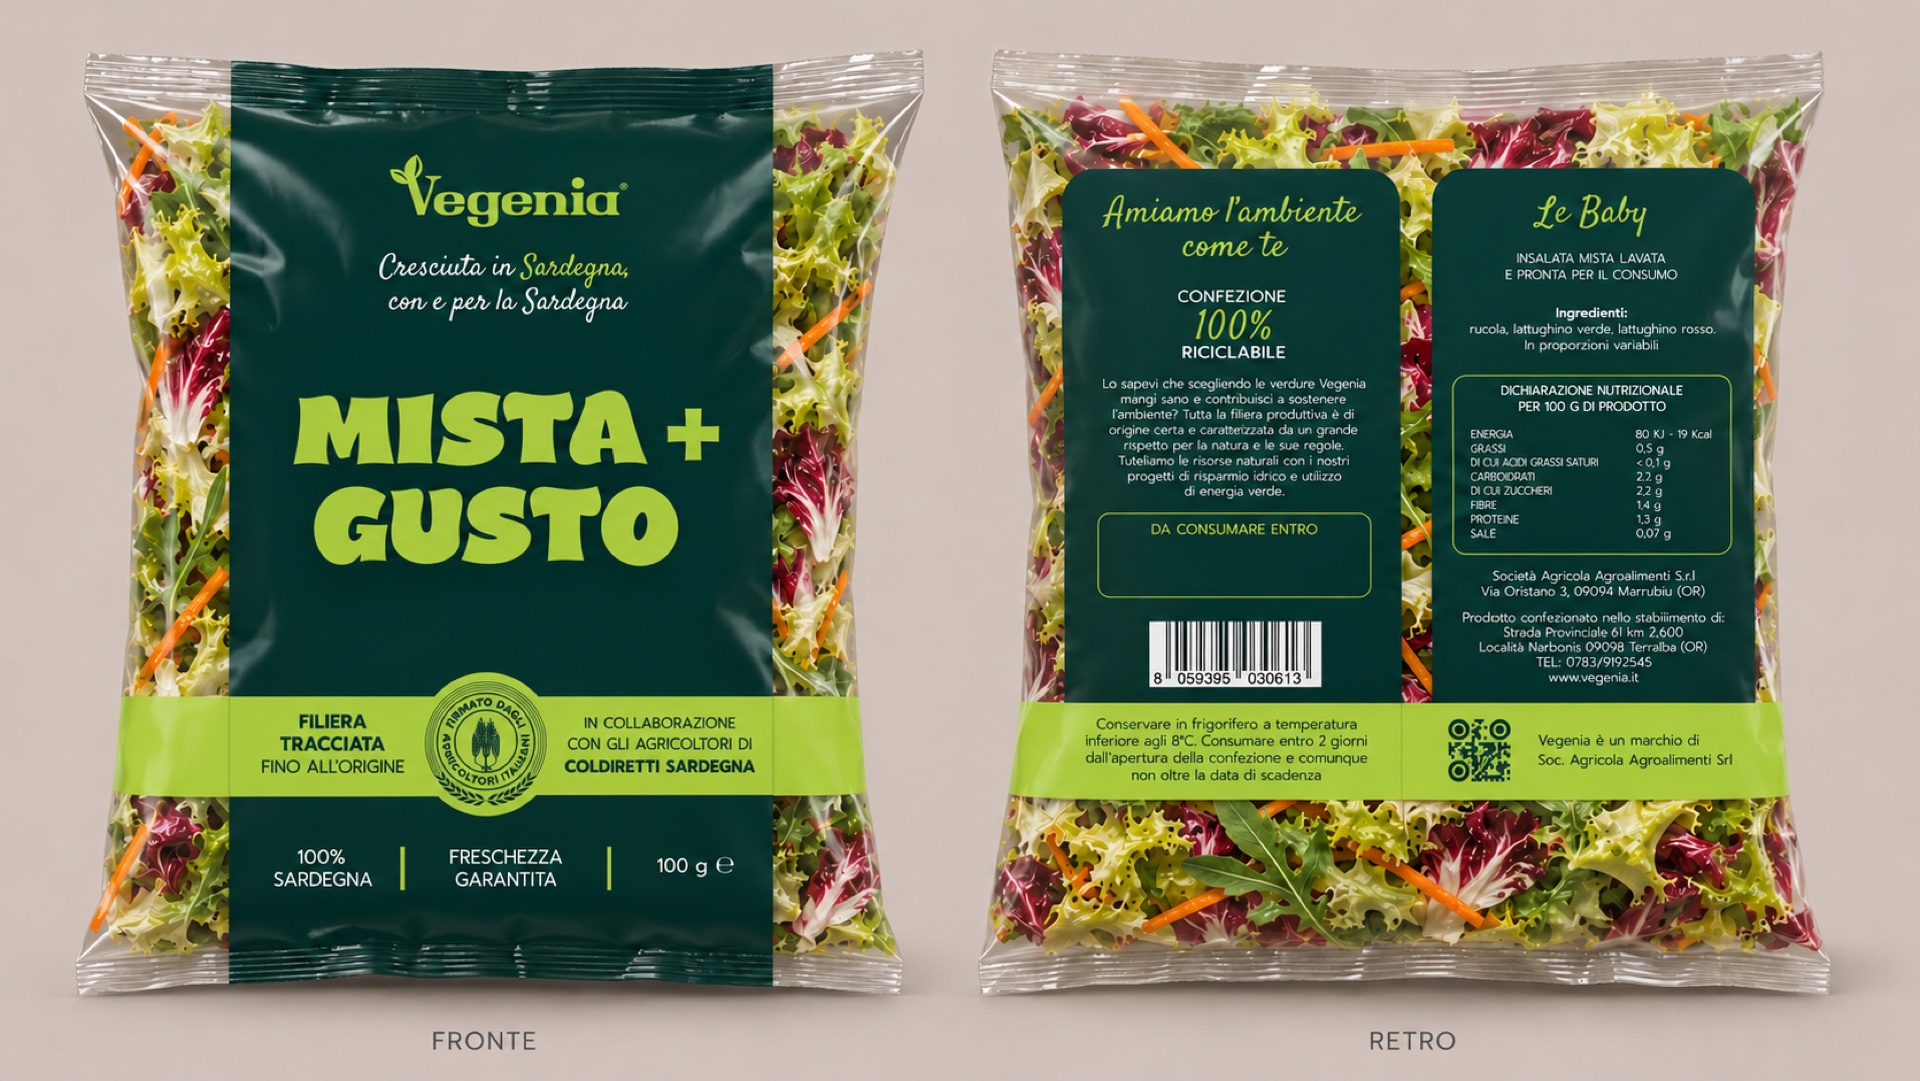 Vegenia®
Cresciuta in Sardegna,
con e per la Sardegna
MISTA +
GUSTO
FILIERA
TRACCIATA
FINO ALL'ORIGINE
FIRMATO DAGLI
AGRICOLTORI ITALIANI
IN COLLABORAZIONE
CON GLI AGRICOLTORI DI
COLDIRETTI SARDEGNA
100%
SARDEGNA
FRESCHEZZA
GARANTITA
100 g ℮
FRONTE
Amiamo l'ambiente
come te
CONFEZIONE
100%
RICICLABILE
Lo sapevi che scegliendo le verdure Vegenia
mangi sano e contribuisci a sostenere
l'ambiente? Tutta la filiera produttiva è di
origine certa e caratterizzata da un grande
rispetto per la natura e le sue regole.
Tuteliamo le risorse naturali con i nostri
progetti di risparmio idrico e utilizzo
di energia verde.
DA CONSUMARE ENTRO
8 059395 030613
Conservare in frigorifero a temperatura
inferiore agli 8°C. Consumare entro 2 giorni
dall'apertura della confezione e comunque
non oltre la data di scadenza
Le Baby
INSALATA MISTA LAVATA
E PRONTA PER IL CONSUMO
Ingredienti:
rucola, lattughino verde, lattughino rosso.
In proporzioni variabili
DICHIARAZIONE NUTRIZIONALE
PER 100 G DI PRODOTTO
ENERGIA 80 KJ - 19 Kcal
GRASSI 0,5 g
DI CUI ACIDI GRASSI SATURI <0,1 g
CARBOIDRATI 2,2 g
DI CUI ZUCCHERI 2,2 g
FIBRE 1,4 g
PROTEINE 1,3 g
SALE 0,07 g
Società Agricola Agroalimenti S.r.l
Via Oristano 3, 09094 Marrubiu (OR)
Prodotto confezionato nello stabilimento di:
Strada Provinciale 61 km 2,600
Località Narbonis 09098 Terralba (OR)
TEL: 0783/9192545
www.vegenia.it
Vegenia è un marchio di
Soc. Agricola Agroalimenti Srl
RETRO